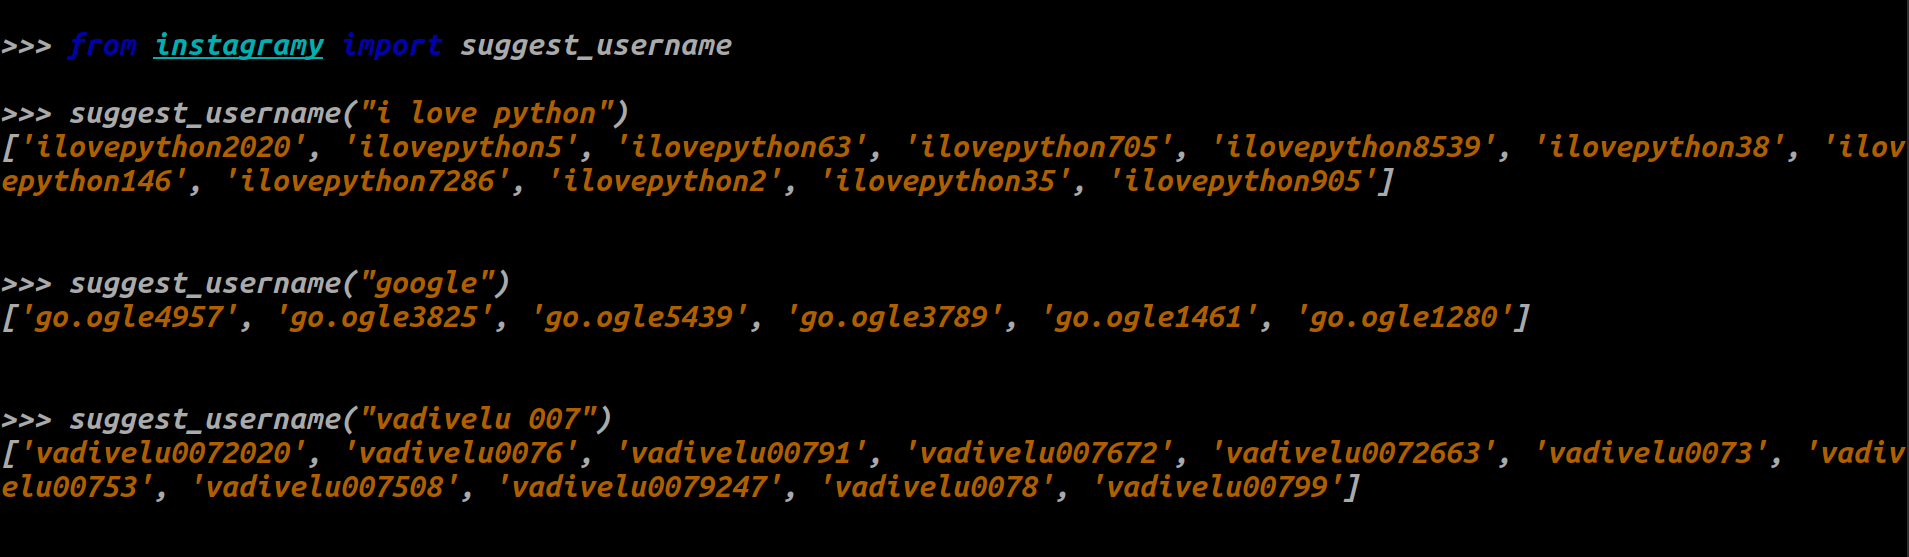 >>> from instagramy import suggest_username
>>> suggest_username("i love python")
['ilovepython2020', 'ilovepython5', 'ilovepython63', 'ilovepython705', 'ilovepython8539', 'ilovepython38', 'ilov
epython146', 'ilovepython7286', 'ilovepython2', 'ilovepython35', 'ilovepython905']
>>> suggest_username("google")
['go.ogle4957', 'go.ogle3825', 'go.ogle5439', 'go.ogle3789', 'go.ogle1461', 'go.ogle1280']
>>> suggest_username("vadivelu 007")
['vadivelu0072020', 'vadivelu0076', 'vadivelu00791', 'vadivelu007672', 'vadivelu0072663', 'vadivelu0073', 'vadiv
elu00753', 'vadivelu007508', 'vadivelu0079247', 'vadivelu0078', 'vadivelu00799']